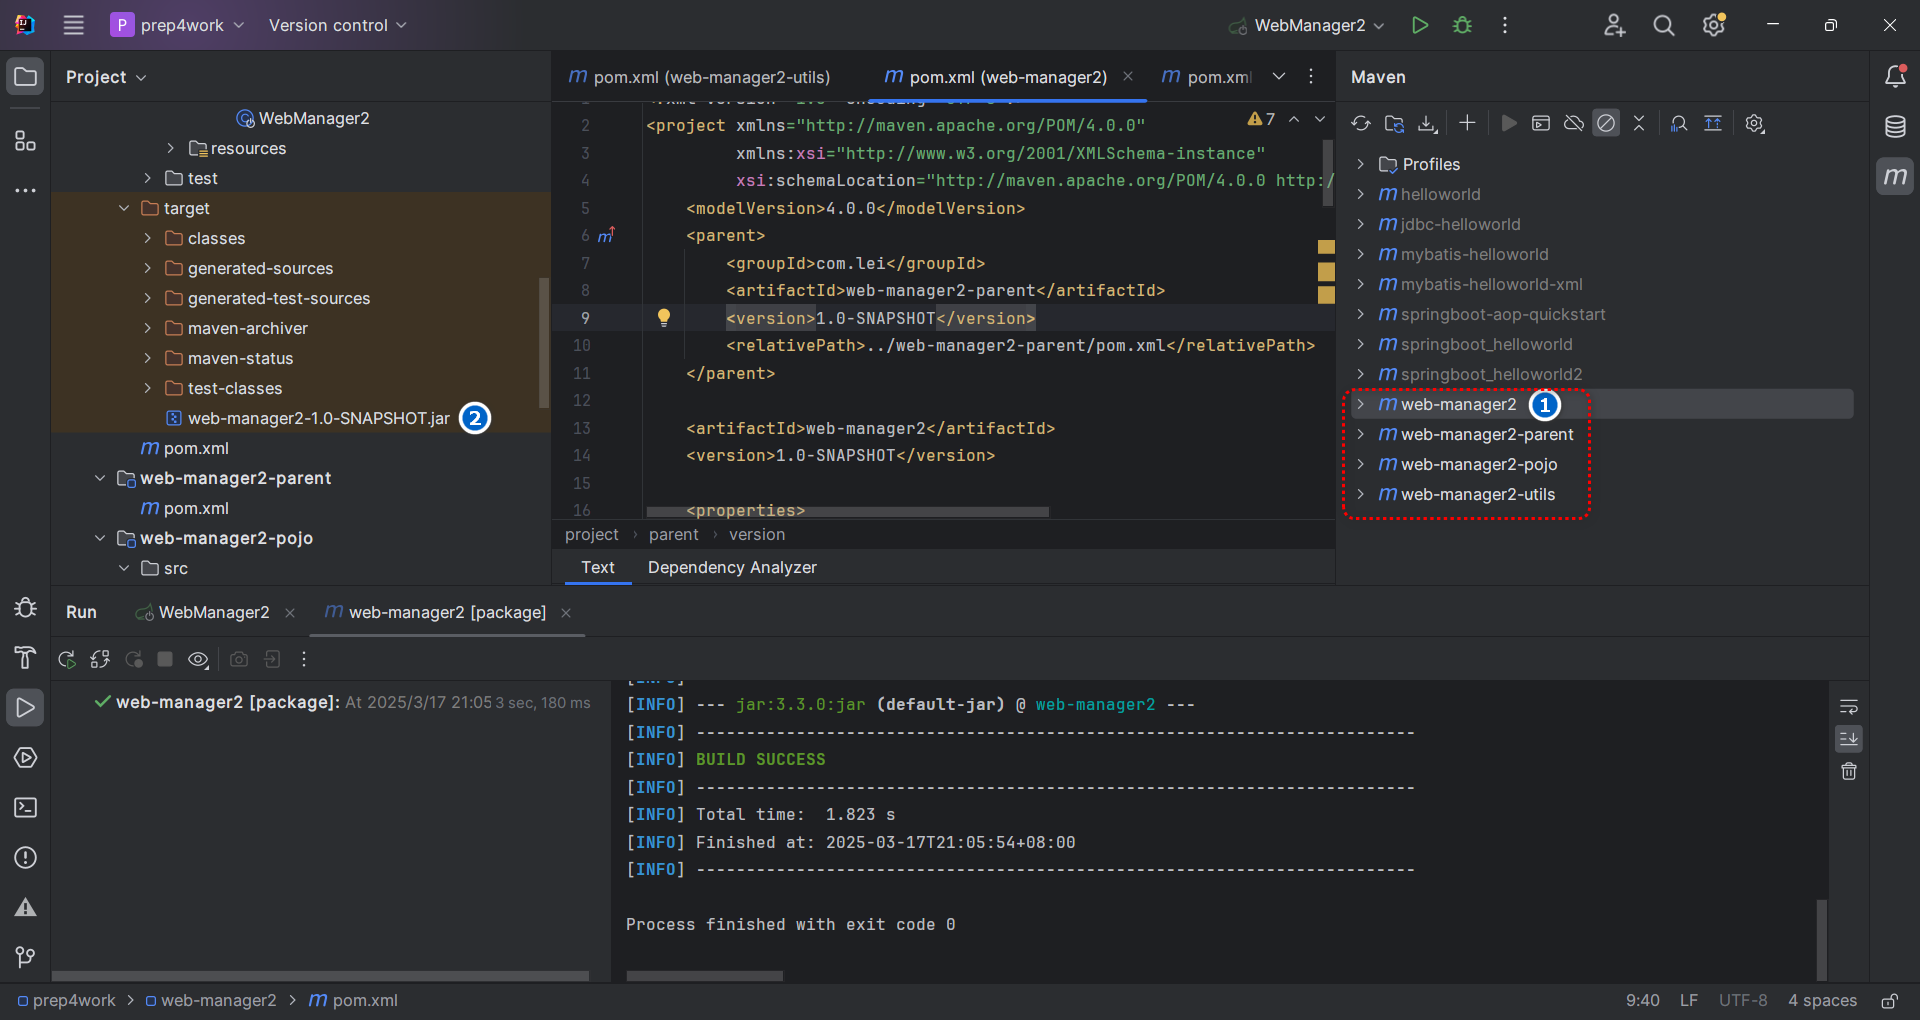 P prep4work
Version control
WebManager2
Project
WebManager2
resources
test
target
classes
generated-sources
generated-test-sources
maven-archiver
maven-status
test-classes
web-manager2-1.0-SNAPSHOT.jar 2
pom.xml
web-manager2-parent
pom.xml
web-manager2-pojo
src
pom.xml (web-manager2-utils)
pom.xml (web-manager2)
pom.xml
7
2 <project xmlns="http://maven.apache.org/POM/4.0.0"
3 xmlns:xsi="http://www.w3.org/2001/XMLSchema-instance"
4 xsi:schemaLocation="http://maven.apache.org/POM/4.0.0 http:/
5 <modelVersion>4.0.0</modelVersion>
6 <parent>
7 <groupId>com.lei</groupId>
8 <artifactId>web-manager2-parent</artifactId>
9 <version>1.0-SNAPSHOT</version>
10 <relativePath>../web-manager2-parent/pom.xml</relativePath>
11 </parent>
12
13 <artifactId>web-manager2</artifactId>
14 <version>1.0-SNAPSHOT</version>
15
16 <properties>
project > parent > version
Text Dependency Analyzer
Maven
Profiles
helloworld
jdbc-helloworld
mybatis-helloworld
mybatis-helloworld-xml
springboot-aop-quickstart
springboot_helloworld
springboot_helloworld2
web-manager2 1
web-manager2-parent
web-manager2-pojo
web-manager2-utils
Run
WebManager2
web-manager2 [package]
web-manager2 [package]: At 2025/3/17 21:05 3 sec, 180 ms
[INFO] --- jar:3.3.0:jar (default-jar) @ web-manager2 ---
[INFO] ------------------------------------------------------------------------
[INFO] BUILD SUCCESS
[INFO] ------------------------------------------------------------------------
[INFO] Total time:  1.823 s
[INFO] Finished at: 2025-03-17T21:05:54+08:00
[INFO] ------------------------------------------------------------------------
Process finished with exit code 0
prep4work > web-manager2 > pom.xml
9:40 LF UTF-8 4 spaces